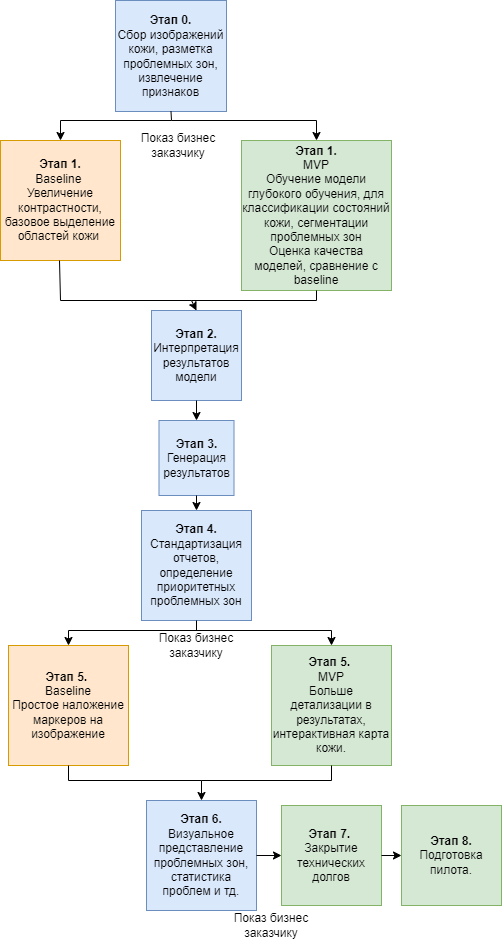 Этап 0.
Сбор изображений
кожи, разметка
проблемных зон,
извлечение
признаков
Показ бизнес
заказчику
Этап 1.
Baseline
Увеличение
контрастности,
базовое выделение
областей кожи
Этап 1.
MVP
Обучение модели
глубокого обучения, для
классификации состояний
кожи, сегментации
проблемных зон
Оценка качества
моделей, сравнение с
baseline
Этап 2.
Интерпретация
результатов
модели
Этап 3.
Генерация
результатов
Этап 4.
Стандартизация
отчетов,
определение
приоритетных
проблемных зон
Показ бизнес
заказчику
Этап 5.
Baseline
Простое наложение
маркеров на
изображение
Этап 5.
MVP
Больше
детализации в
результатах,
интерактивная карта
кожи.
Этап 6.
Визуальное
представление
проблемных зон,
статистика
проблем и тд.
Этап 7.
Закрытие
технических
долгов
Этап 8.
Подготовка
пилота.
Показ бизнес
заказчику